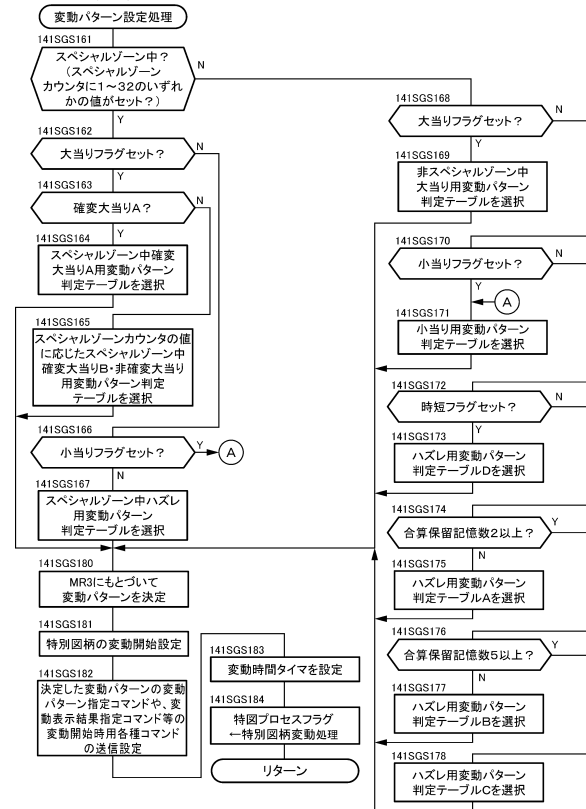 変動パターン設定処理
141SGS161
スペシャルゾーン中？
（スペシャルゾーン
カウンタに1～32のいずれ
かの値がセット？）
N
Y
141SGS162
大当りフラグセット？
N
Y
141SGS163
確変大当りA？
N
Y
141SGS164
スペシャルゾーン中確変
大当りA用変動パターン
判定テーブルを選択
141SGS165
スペシャルゾーンカウンタの値
に応じたスペシャルゾーン中
確変大当りB・非確変大当り
用変動パターン判定
テーブルを選択
141SGS166
小当りフラグセット？
Y
A
N
141SGS167
スペシャルゾーン中ハズレ
用変動パターン
判定テーブルを選択
141SGS180
MR3にもとづいて
変動パターンを決定
141SGS181
特別図柄の変動開始設定
141SGS182
決定した変動パターンの変動
パターン指定コマンドや、変
動表示結果指定コマンド等の
変動開始時用各種コマンド
の送信設定
141SGS183
変動時間タイマを設定
141SGS184
特図プロセスフラグ
←特別図柄変動処理
リターン
141SGS168
大当りフラグセット？
N
Y
141SGS169
非スペシャルゾーン中
大当り用変動パターン
判定テーブルを選択
141SGS170
小当りフラグセット？
N
Y
A
141SGS171
小当り用変動パターン
判定テーブルを選択
141SGS172
時短フラグセット？
N
Y
141SGS173
ハズレ用変動パターン
判定テーブルDを選択
141SGS174
合算保留記憶数2以上？
Y
N
141SGS175
ハズレ用変動パターン
判定テーブルAを選択
141SGS176
合算保留記憶数5以上？
Y
N
141SGS177
ハズレ用変動パターン
判定テーブルBを選択
141SGS178
ハズレ用変動パターン
判定テーブルCを選択